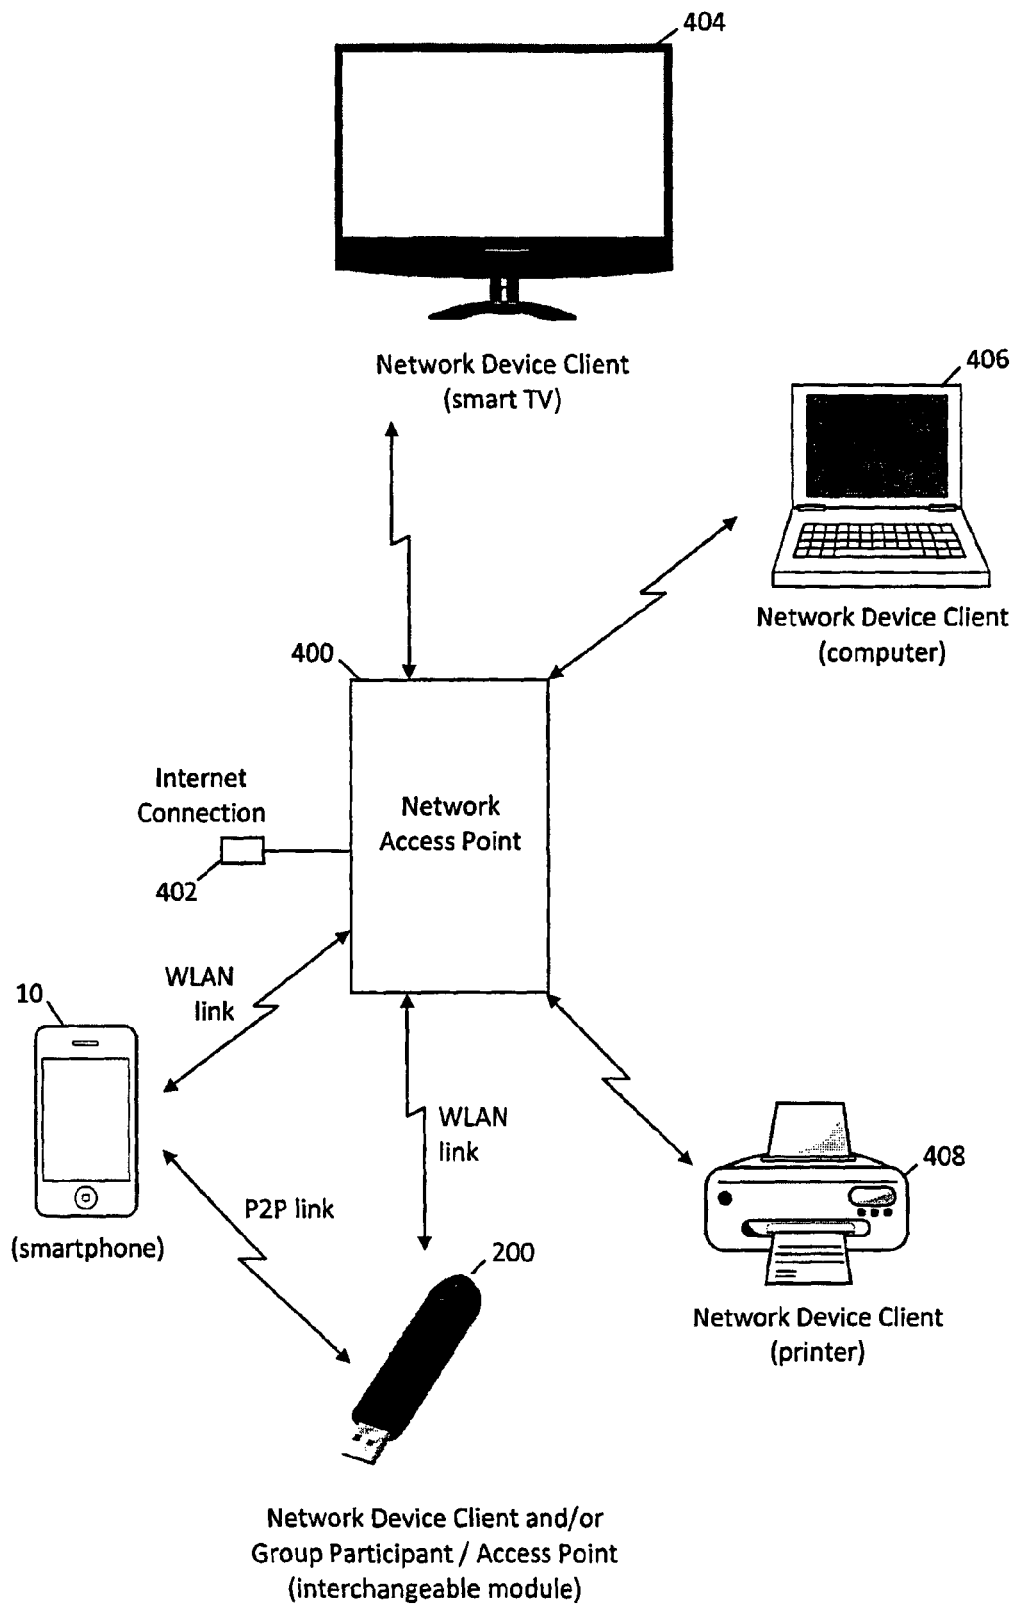 404
Network Device Client
(smart TV)
406
Network Device Client
(computer)
400
Internet
Connection
Network
Access Point
402
WLAN
link
10
WLAN
link
408
P2P link
(smartphone)
200
Network Device Client
(printer)
Network Device Client and/or
Group Participant / Access Point
(interchangeable module)